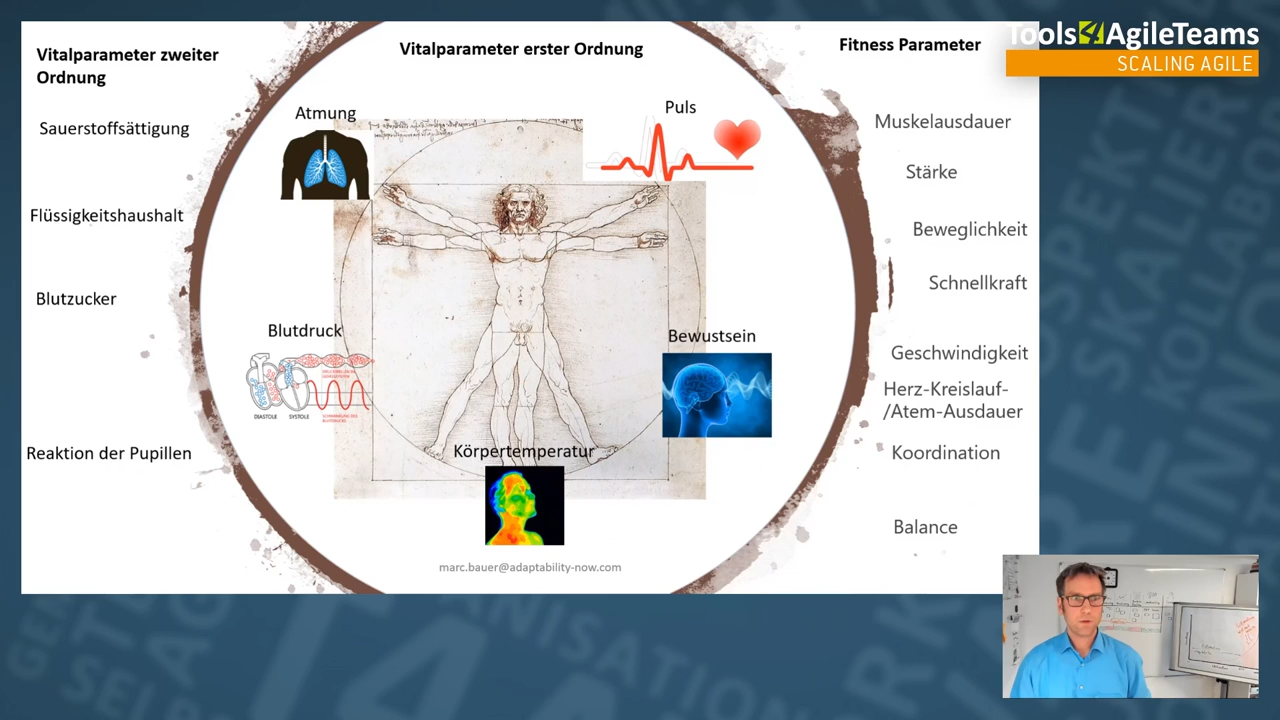 Vitalparameter zweiter
Ordnung
Sauerstoffsättigung
Flüssigkeitshaushalt
Blutzucker
Reaktion der Pupillen
Vitalparameter erster Ordnung
Atmung
Puls
Blutdruck
DIASTOLE
SYSTOLE
Bewustsein
Körpertemperatur
marc.bauer@adaptability-now.com
Fitness Parameter
Muskelausdauer
Stärke
Beweglichkeit
Schnellkraft
Geschwindigkeit
Herz-Kreislauf-
/Atem-Ausdauer
Koordination
Balance
Tools4AgileTeams
SCALING AGILE